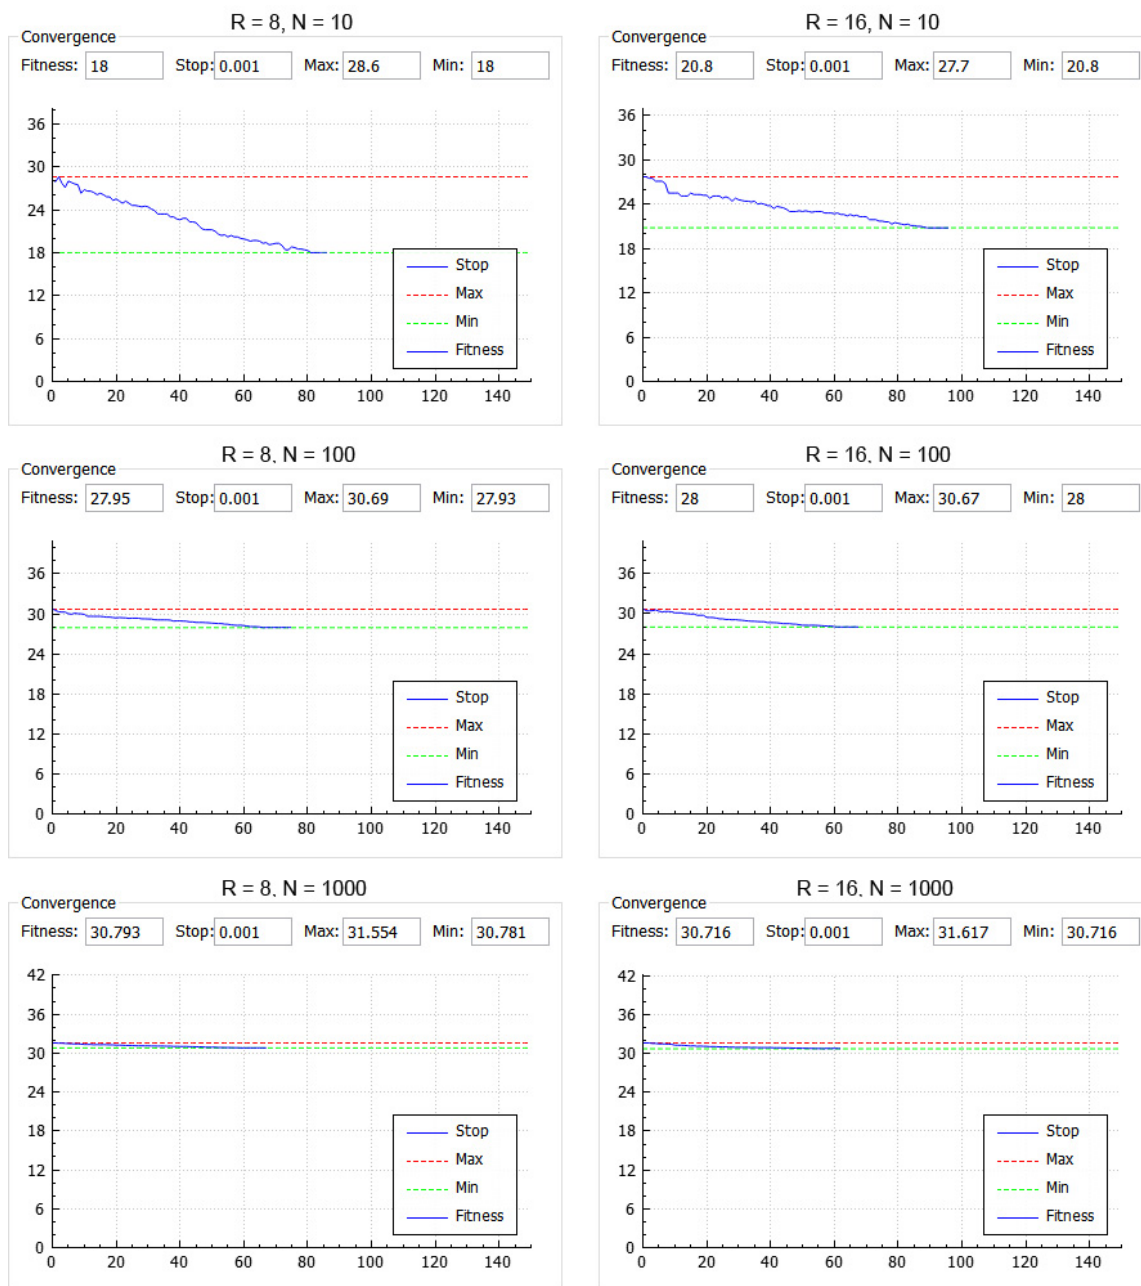 R = 8, N = 10
Convergence
Fitness: 18 Stop: 0.001 Max: 28.6 Min: 18
36
30
24
18
12
6
0
0 20 40 60 80 100 120 140
Stop
Max
Min
Fitness
R = 16, N = 10
Convergence
Fitness: 20.8 Stop: 0.001 Max: 27.7 Min: 20.8
36
30
24
18
12
6
0
0 20 40 60 80 100 120 140
Stop
Max
Min
Fitness
R = 8, N = 100
Convergence
Fitness: 27.95 Stop: 0.001 Max: 30.69 Min: 27.93
36
30
24
18
12
6
0
0 20 40 60 80 100 120 140
Stop
Max
Min
Fitness
R = 16, N = 100
Convergence
Fitness: 28 Stop: 0.001 Max: 30.67 Min: 28
36
30
24
18
12
6
0
0 20 40 60 80 100 120 140
Stop
Max
Min
Fitness
R = 8, N = 1000
Convergence
Fitness: 30.793 Stop: 0.001 Max: 31.554 Min: 30.781
42
36
30
24
18
12
6
0
0 20 40 60 80 100 120 140
Stop
Max
Min
Fitness
R = 16, N = 1000
Convergence
Fitness: 30.716 Stop: 0.001 Max: 31.617 Min: 30.716
42
36
30
24
18
12
6
0
0 20 40 60 80 100 120 140
Stop
Max
Min
Fitness